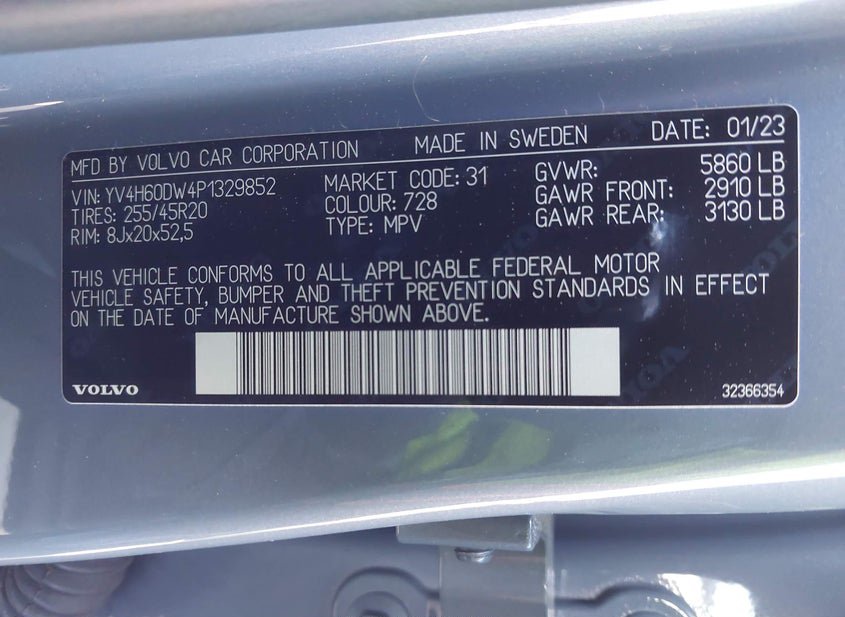 MFD BY VOLVO CAR CORPORATION MADE IN SWEDEN DATE: 01/23
VIN: YV4H60DW4P1329852 MARKET CODE: 31 GVWR: 5860 LB
TIRES: 255/45R20 COLOUR: 728 GAWR FRONT: 2910 LB
RIM: 8Jx20x52,5 TYPE: MPV GAWR REAR: 3130 LB
THIS VEHICLE CONFORMS TO ALL APPLICABLE FEDERAL MOTOR
VEHICLE SAFETY, BUMPER AND THEFT PREVENTION STANDARDS IN EFFECT
ON THE DATE OF MANUFACTURE SHOWN ABOVE.
VOLVO 32366354